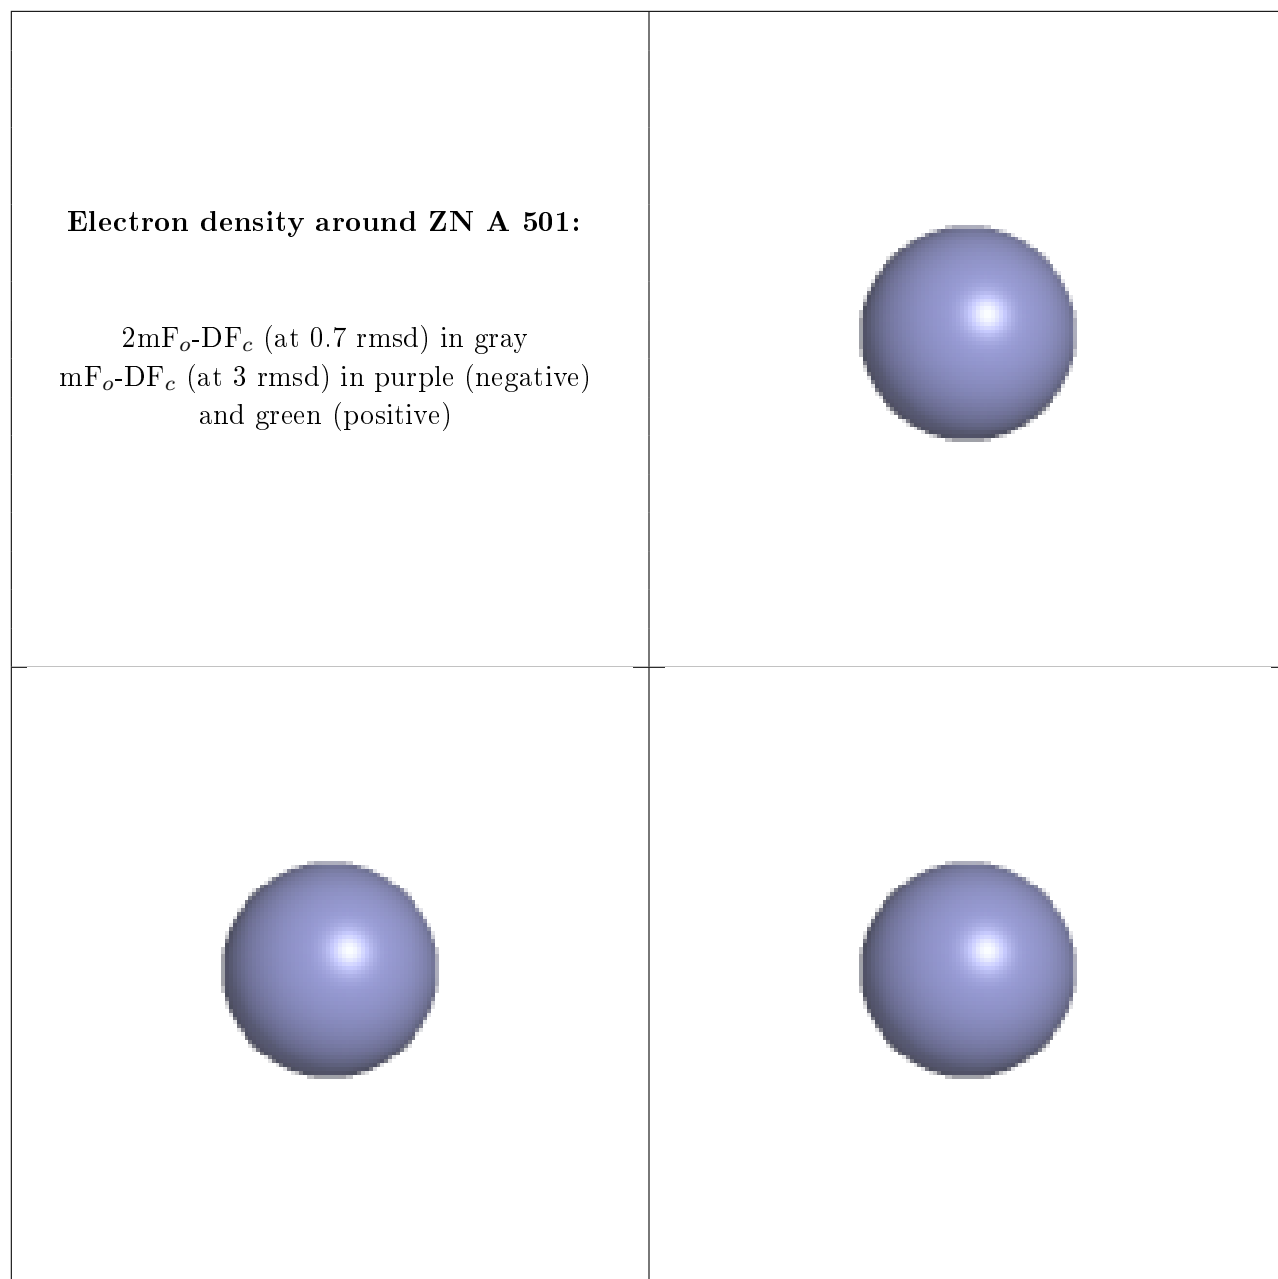 Electron density around ZN A 501:
2mFo-DFc (at 0.7 rmsd) in gray
mFo-DFc (at 3 rmsd) in purple (negative)
and green (positive)